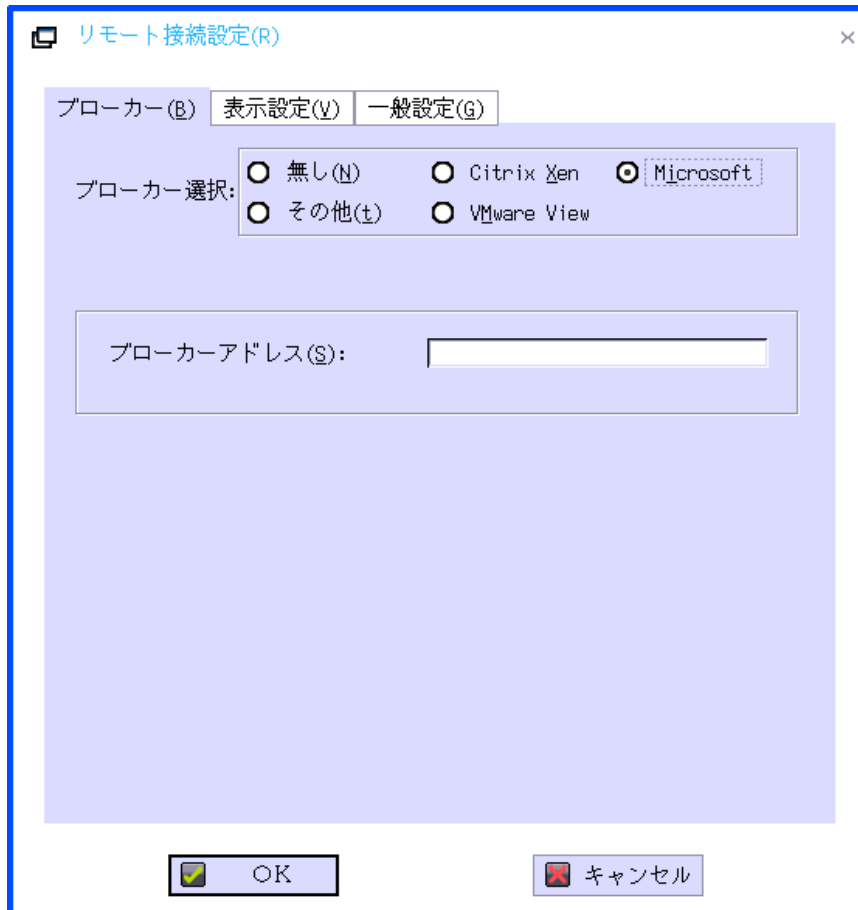 リモート接続設定(R)
ブローカー(B) 表示設定(V) 一般設定(G)
ブローカー選択: 無し(N) Citrix Xen Microsoft
その他(t) VMware View
ブローカーアドレス(S):
OK キャンセル